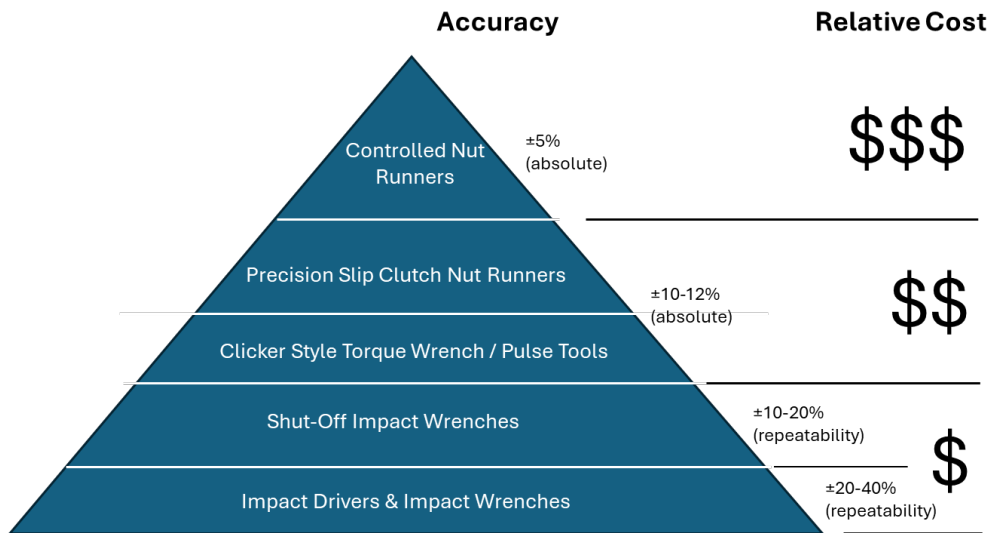 Accuracy
Relative Cost
Controlled Nut
Runners
±5%
(absolute)
$$$
Precision Slip Clutch Nut Runners
±10-12%
(absolute)
$$
Clicker Style Torque Wrench / Pulse Tools
Shut-Off Impact Wrenches
±10-20%
(repeatability)
$
Impact Drivers & Impact Wrenches
±20-40%
(repeatability)